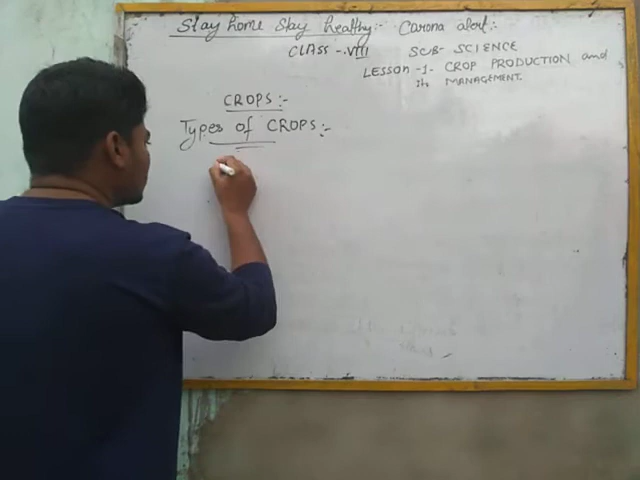 Stay home Stay healthy:- Carona alert:-
CLASS -. VIII SUB- SCIENCE
LESSON -1- CROP PRODUCTION and
its MANAGEMENT.
CROPS:-
Types of CROPS:-